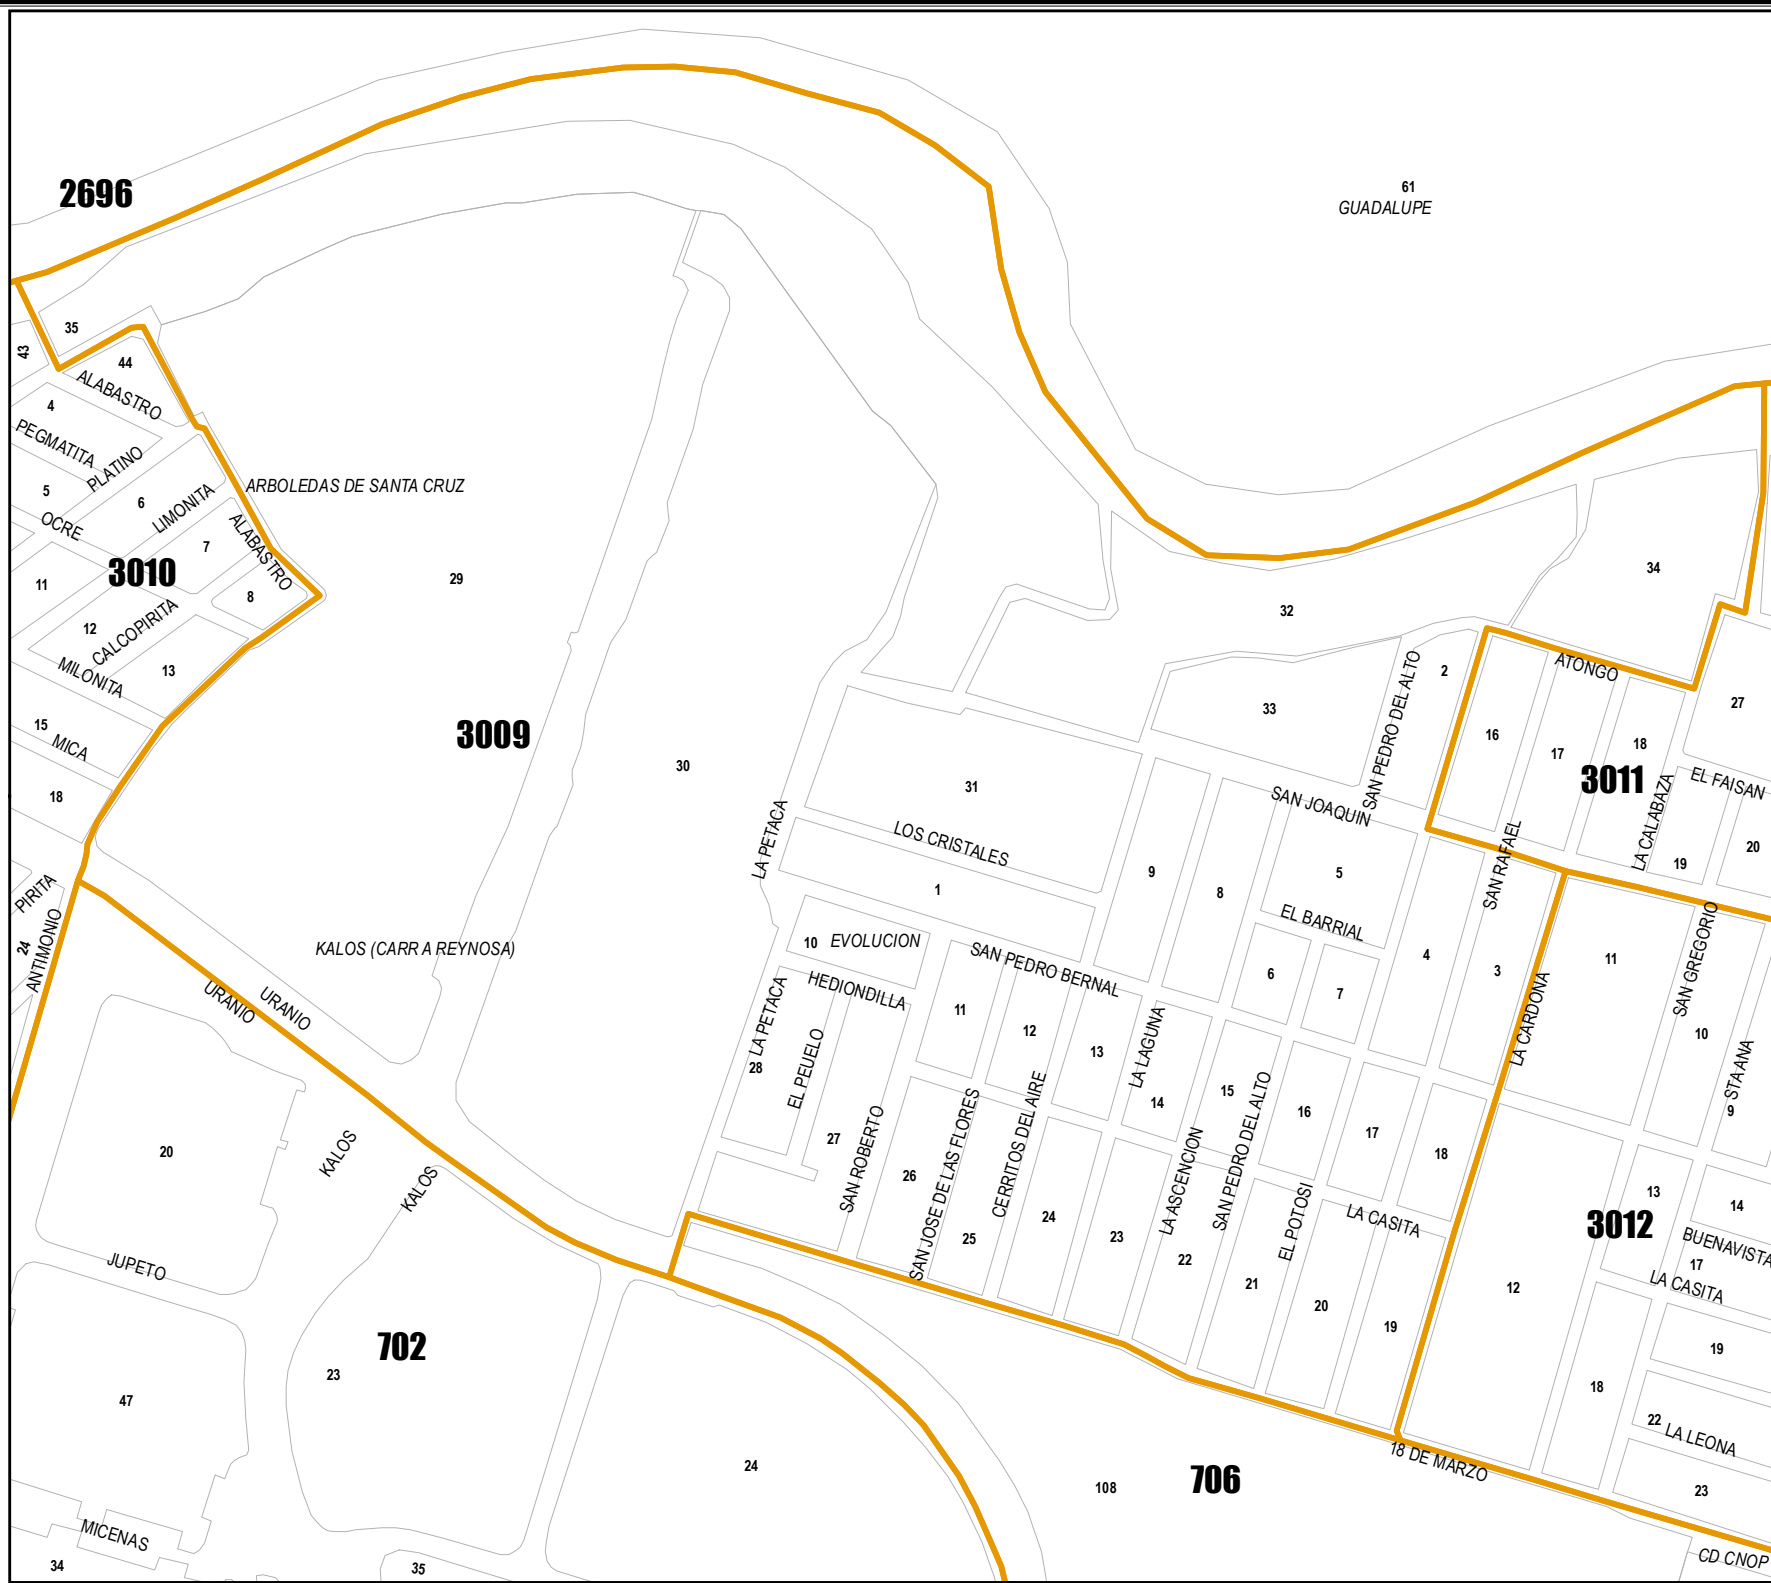 2696
61
GUADALUPE
35
43
44
ALABASTRO
4
PEGMATITA
PLATINO
5
6
LIMONITA
OCRE
ARBOLEDAS DE SANTA CRUZ
7
ALABASTRO
3010
11
8
29
34
32
12
CALCOPIRITA
MILONITA
13
2
ATONGO
SAN PEDRO DEL ALTO
33
27
15
MICA
3009
16
17
18
3011
EL FAISAN
30
31
18
SAN JOAQUIN
LA CALABAZA
LA PETACA
LOS CRISTALES
SAN RAFAEL
20
19
9
5
1
8
PIRITA
24
ANTIMONIO
EL BARRIAL
10
EVOLUCION
KALOS (CARR A REYNOSA)
SAN PEDRO BERNAL
4
3
11
SAN GREGORIO
HEDIONDILLA
6
7
URANIO
URANIO
LA PETACA
LA CARDONA
11
12
13
LA LAGUNA
10
EL PEUELO
28
STA ANA
15
14
16
9
SAN PEDRO DEL ALTO
27
SAN ROBERTO
SAN JOSE DE LAS FLORES
CERRITOS DEL AIRE
17
18
20
KALOS
KALOS
26
LA ASCENCION
13
14
24
25
23
22
EL POTOSI
LA CASITA
3012
BUENAVISTA
17
LA CASITA
JUPETO
21
20
19
12
702
23
19
18
47
22
LA LEONA
24
108
706
18 DE MARZO
23
MICENAS
34
35
CD CNOP